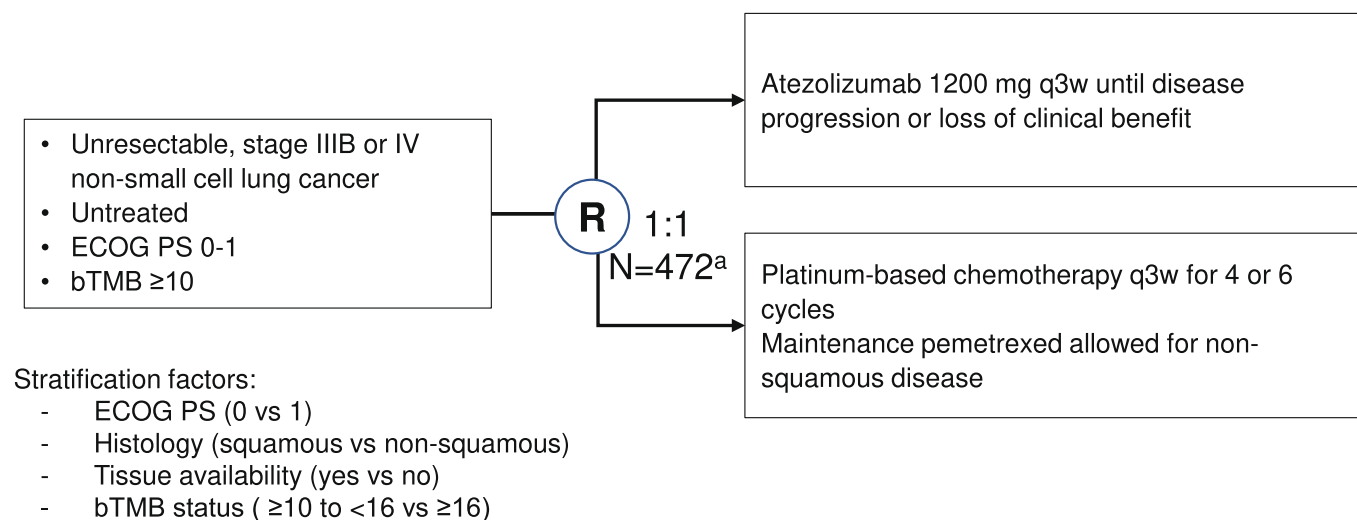 • Unresectable, stage IIIB or IV
non-small cell lung cancer
• Untreated
• ECOG PS 0-1
• bTMB ≥10
R
1:1
N=472ᵃ
Atezolizumab 1200 mg q3w until disease
progression or loss of clinical benefit
Platinum-based chemotherapy q3w for 4 or 6
cycles
Maintenance pemetrexed allowed for non-
squamous disease
Stratification factors:
- ECOG PS (0 vs 1)
- Histology (squamous vs non-squamous)
- Tissue availability (yes vs no)
- bTMB status ( ≥10 to <16 vs ≥16)